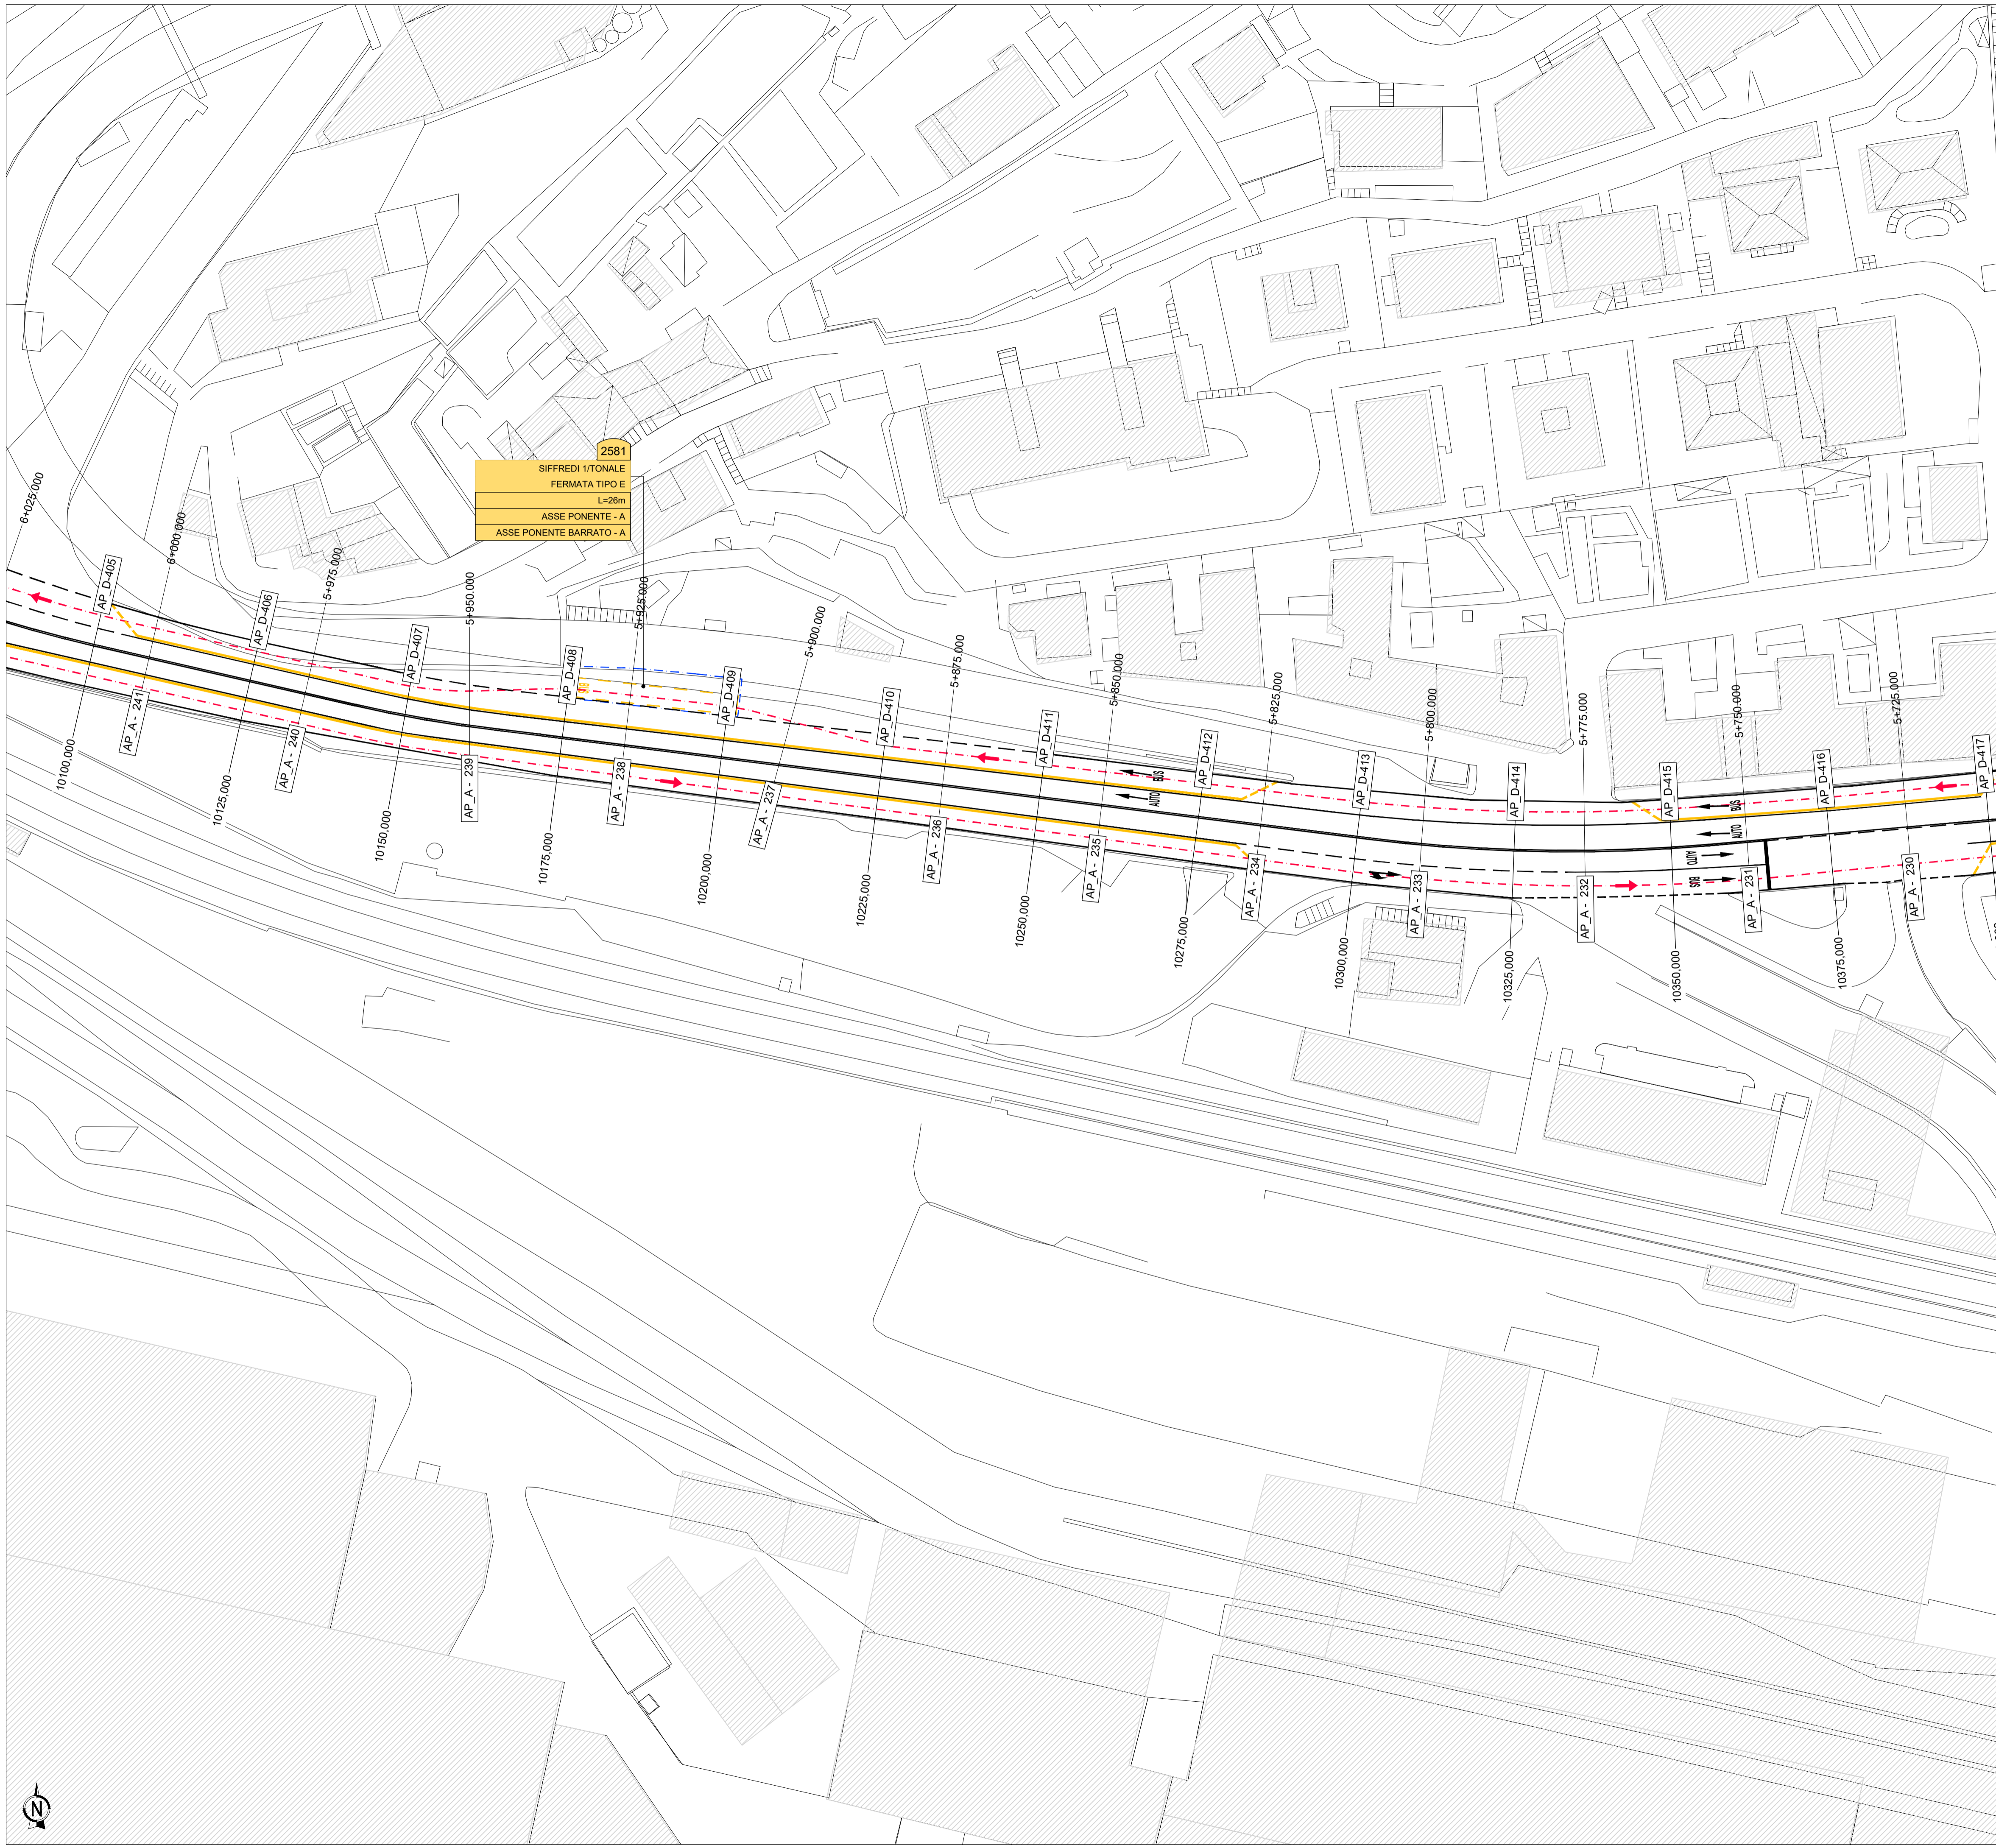 2581
SIFFREDI 1/TONALE
FERMATA TIPO E
L=26m
ASSE PONENTE - A
ASSE PONENTE BARRATO - A
6+025.000
6+000.000
5+975.000
5+950.000
5+925.000
5+900.000
5+875.000
5+850.000
5+825.000
5+800.000
5+775.000
5+750.000
5+725.000
AP_D-405
AP_D-406
AP_D-407
AP_D-408
AP_D-409
AP_D-410
AP_D-411
AP_D-412
AP_D-413
AP_D-414
AP_D-415
AP_D-416
AP_D-417
BUS
AUTO
BUS
AUTO
AUTO
BUS
AP_A - 241
AP_A - 240
AP_A - 239
AP_A - 238
AP_A - 237
AP_A - 236
AP_A - 235
AP_A - 234
AP_A - 233
AP_A - 232
AP_A - 231
AP_A - 230
10100,000
10125,000
10150,000
10175,000
10200,000
10225,000
10250,000
10275,000
10300,000
10325,000
10350,000
10375,000
N